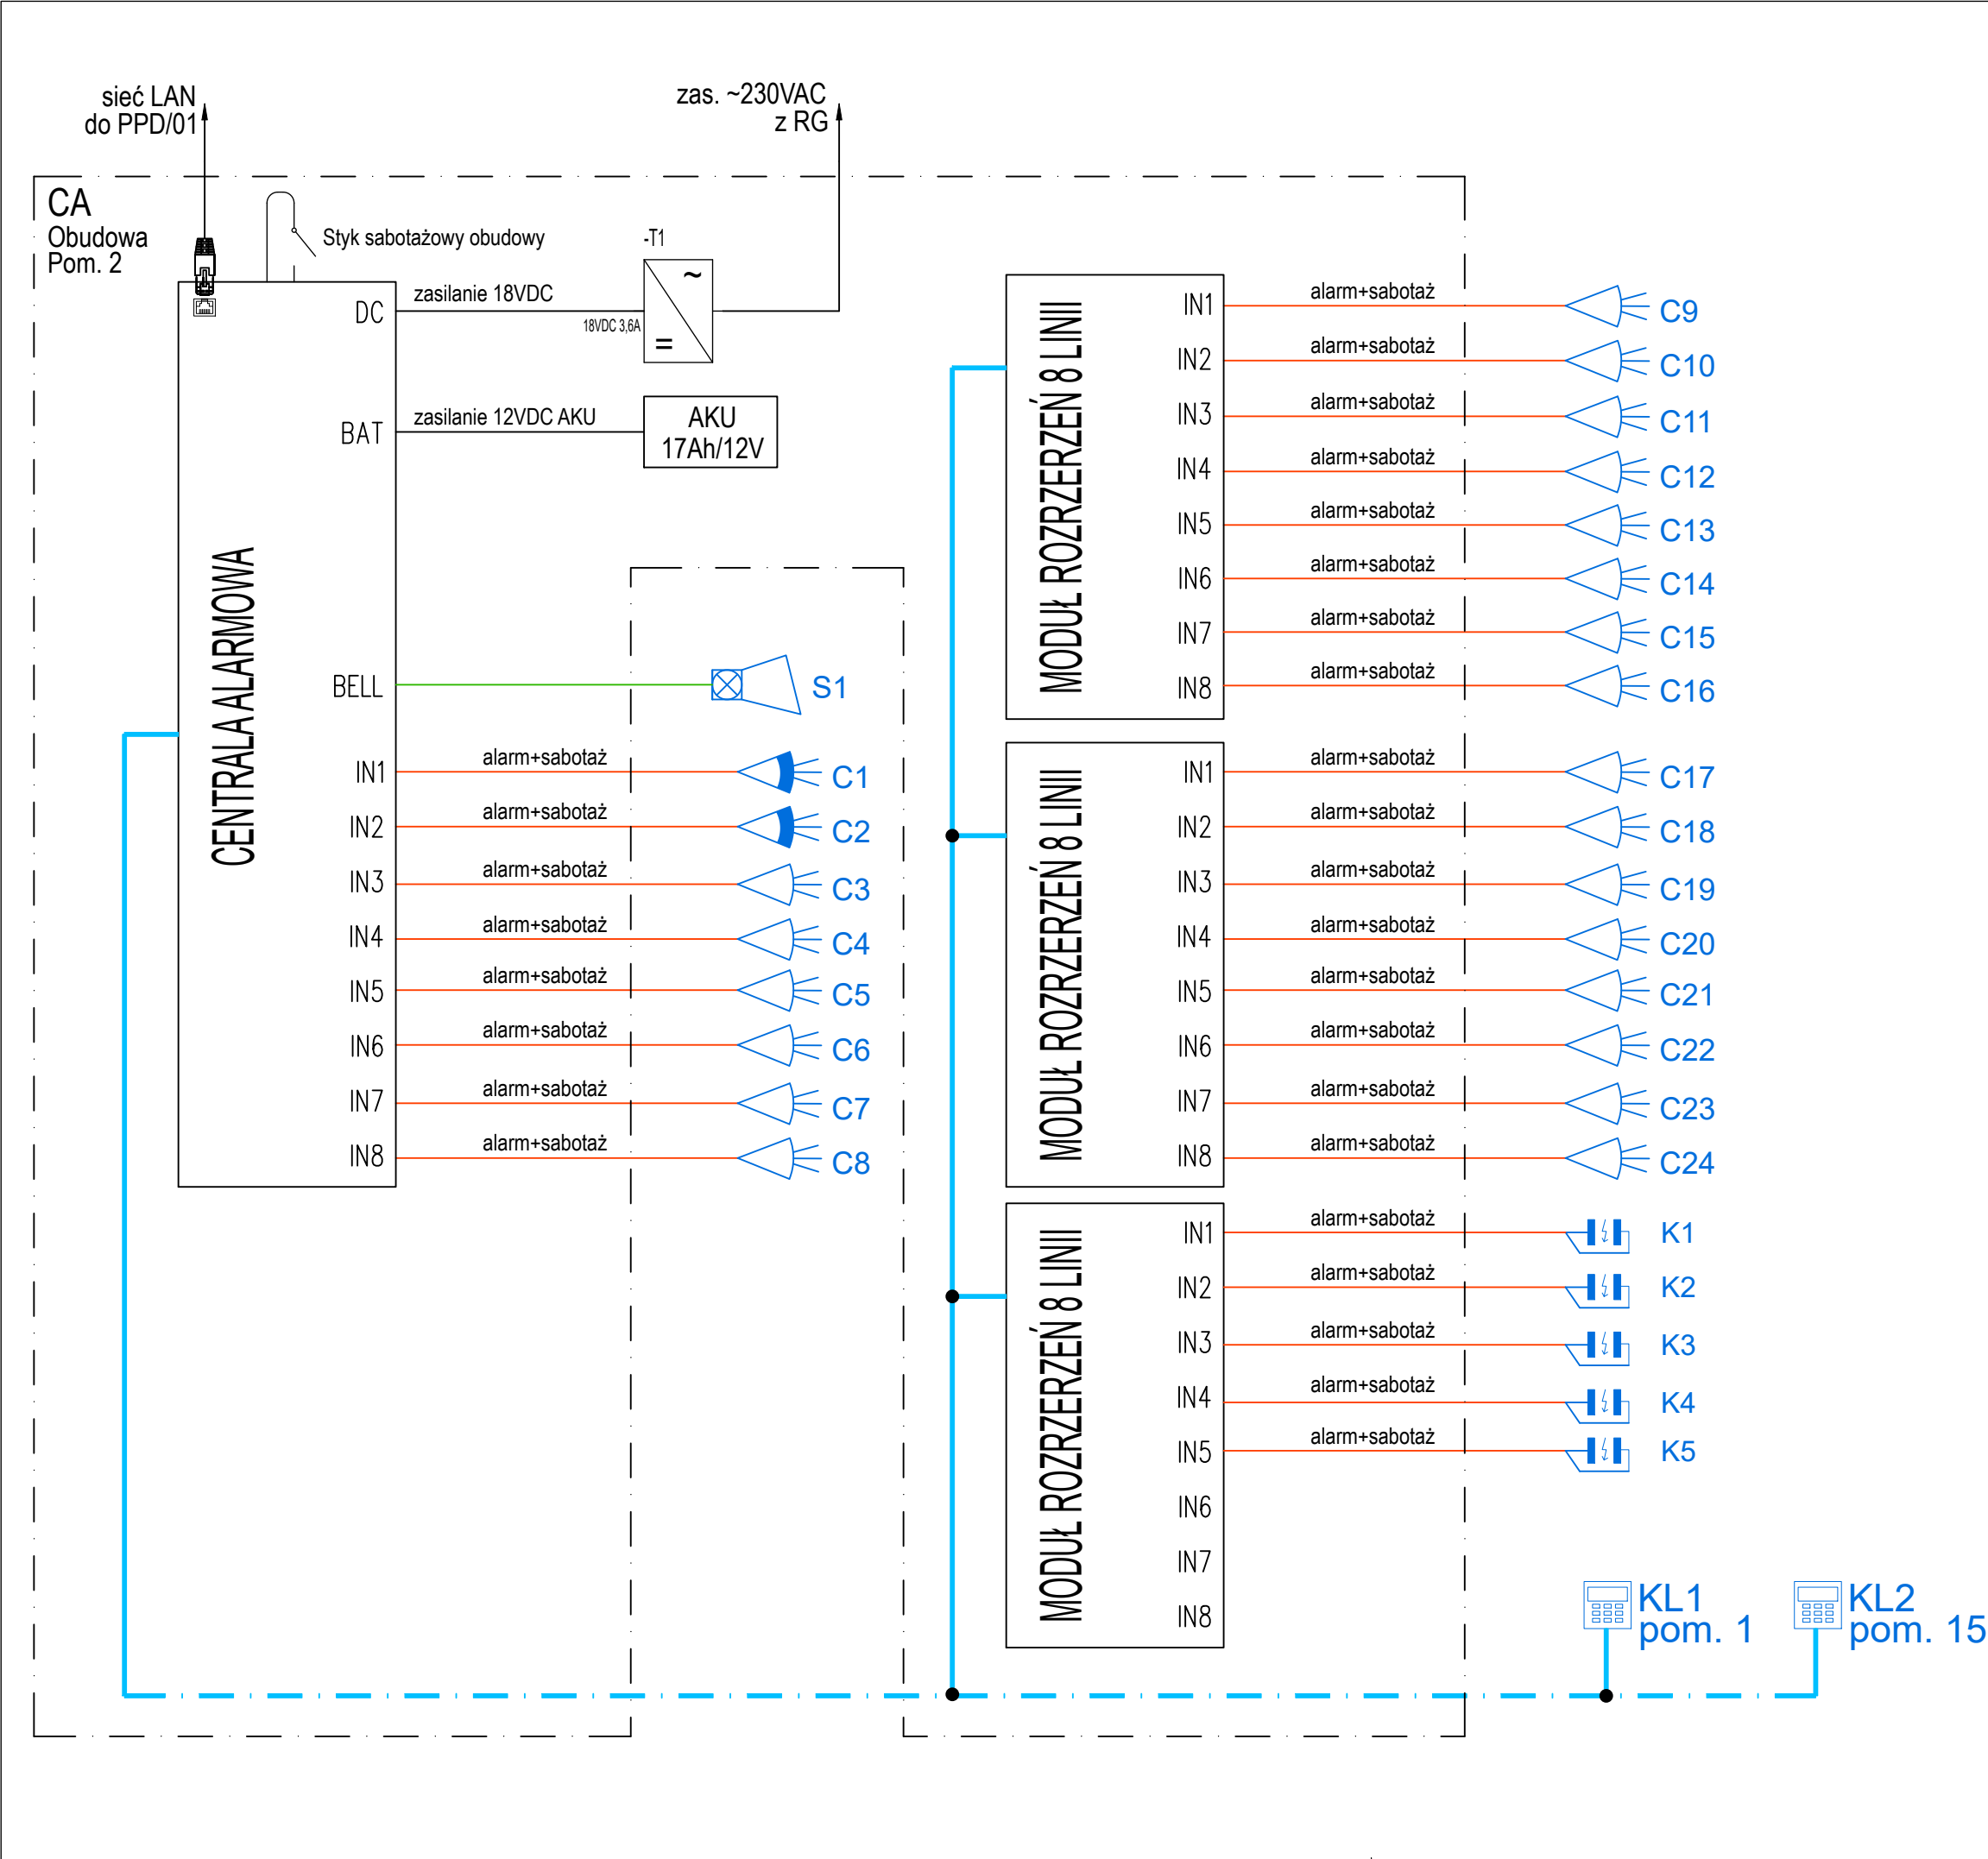 sieć LAN
do PPD/01
zas. ~230VAC
z RG
CA
Obudowa
Pom. 2
Styk sabotażowy obudowy
-T1
~
=
CENTRALA ALARMOWA
DC
zasilanie 18VDC
18VDC 3,6A
BAT
zasilanie 12VDC AKU
AKU
17Ah/12V
BELL
S1
IN1 alarm+sabotaż C1
IN2 alarm+sabotaż C2
IN3 alarm+sabotaż C3
IN4 alarm+sabotaż C4
IN5 alarm+sabotaż C5
IN6 alarm+sabotaż C6
IN7 alarm+sabotaż C7
IN8 alarm+sabotaż C8
MODUŁ ROZRZERZEŃ 8 LINII
IN1 alarm+sabotaż C9
IN2 alarm+sabotaż C10
IN3 alarm+sabotaż C11
IN4 alarm+sabotaż C12
IN5 alarm+sabotaż C13
IN6 alarm+sabotaż C14
IN7 alarm+sabotaż C15
IN8 alarm+sabotaż C16
MODUŁ ROZRZERZEŃ 8 LINII
IN1 alarm+sabotaż C17
IN2 alarm+sabotaż C18
IN3 alarm+sabotaż C19
IN4 alarm+sabotaż C20
IN5 alarm+sabotaż C21
IN6 alarm+sabotaż C22
IN7 alarm+sabotaż C23
IN8 alarm+sabotaż C24
MODUŁ ROZRZERZEŃ 8 LINII
IN1 alarm+sabotaż K1
IN2 alarm+sabotaż K2
IN3 alarm+sabotaż K3
IN4 alarm+sabotaż K4
IN5 alarm+sabotaż K5
IN6
IN7
IN8
KL1
pom. 1
KL2
pom. 15